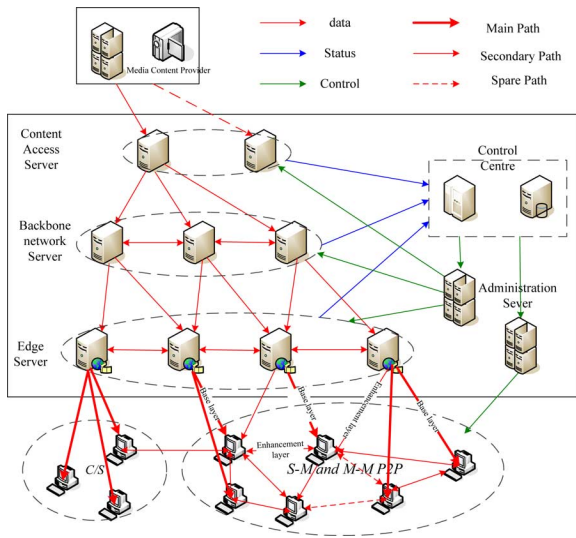 data
Main Path
Status
Secondary Path
Control
Spare Path
Media Content Provider
Content
Access
Server
Control
Centre
Backbone
network
Server
Administration
Sever
Edge
Server
Base layer
Base layer
Enhancement layer
Base layer
Enhancement
layer
C/S
S-M and M-M P2P